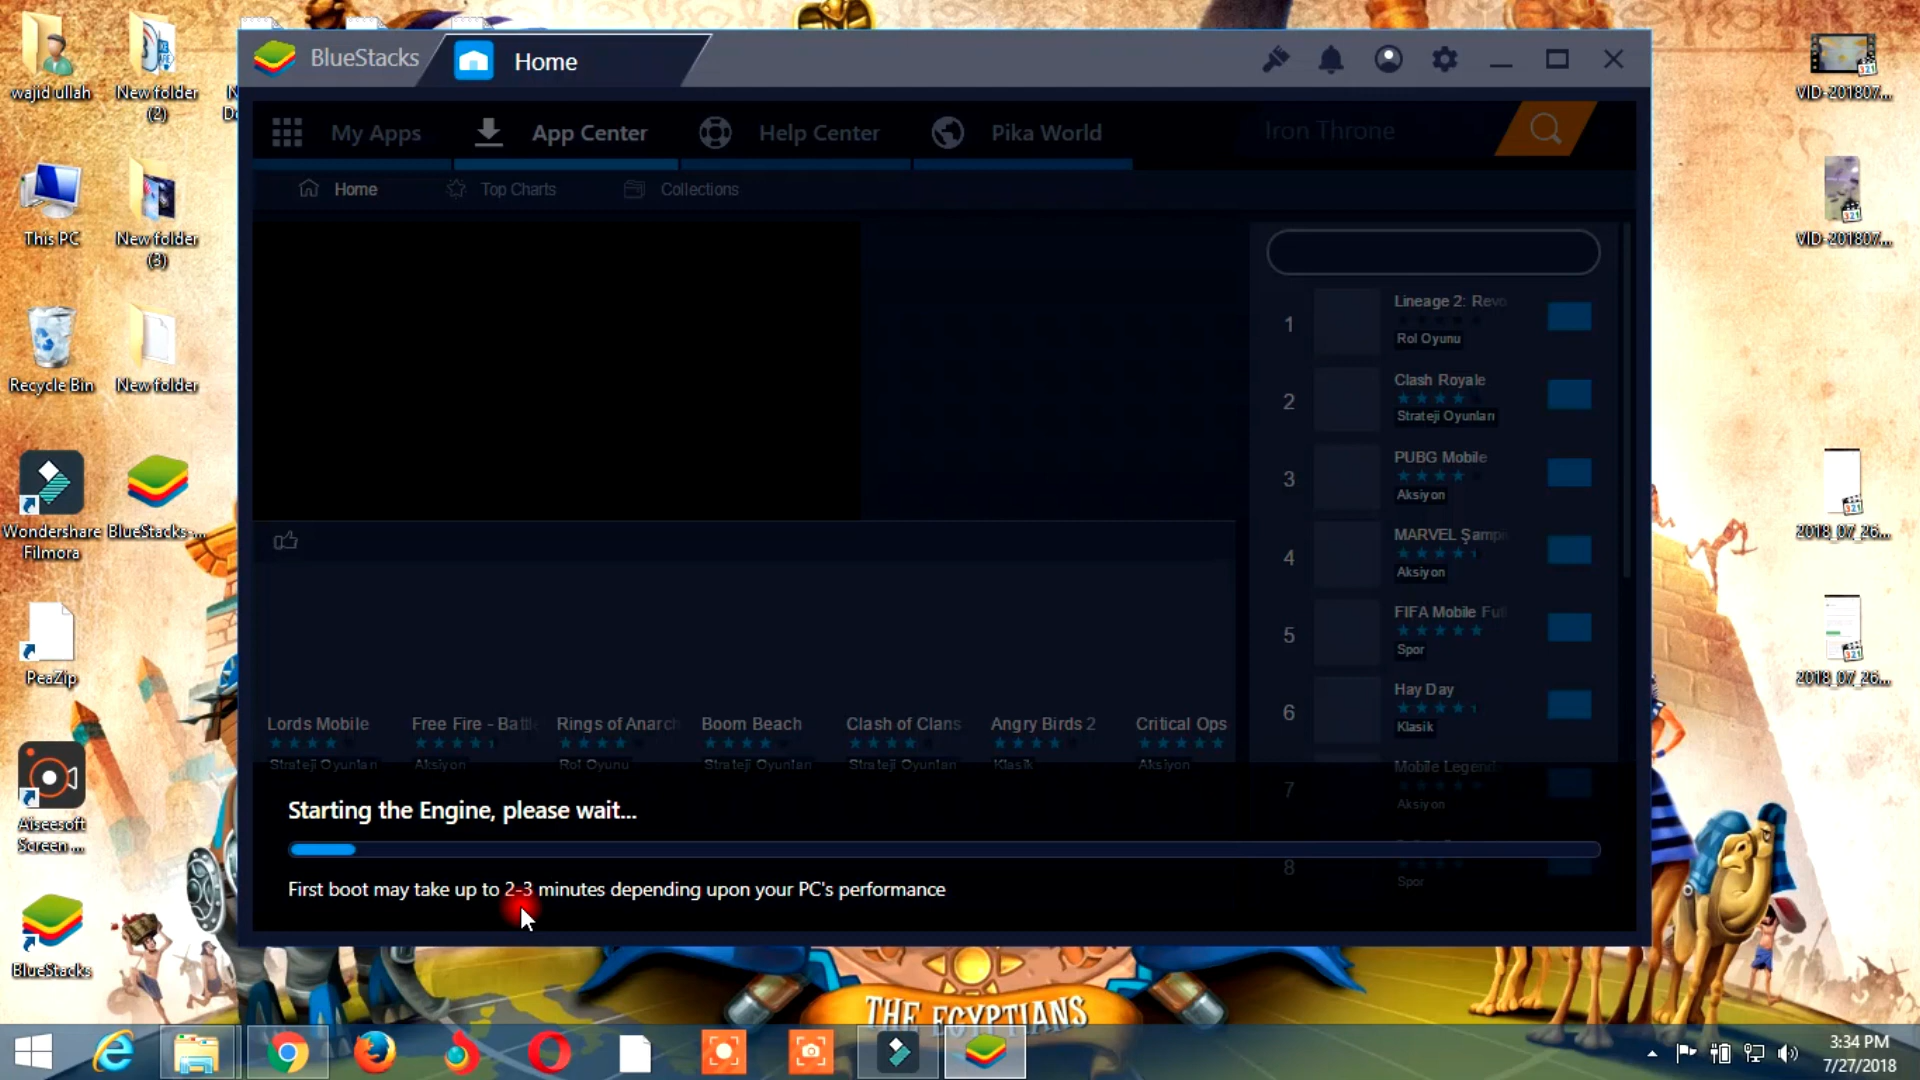 BlueStacks
Home
My Apps
App Center
Help Center
Pika World
Iron Throne
Home
Top Charts
Collections
1
Lineage 2: Revo
Rol Oyunu
2
Clash Royale
Strateji Oyunları
3
PUBG Mobile
Aksiyon
4
MARVEL Şampi
Aksiyon
5
FIFA Mobile Fut
Spor
6
Hay Day
Klasik
7
Mobile Legend
Aksiyon
8
Spor
Lords Mobile
Strateji Oyunları
Free Fire - Battle
Aksiyon
Rings of Anarch
Rol Oyunu
Boom Beach
Strateji Oyunları
Clash of Clans
Strateji Oyunları
Angry Birds 2
Klasik
Critical Ops
Aksiyon
Starting the Engine, please wait...
First boot may take up to 2-3 minutes depending upon your PC's performance
wajid ullah
New folder
(2)
This PC
New folder
(3)
Recycle Bin
New folder
Wondershare
Filmora
BlueStacks-...
PeaZip
Aiseesoft
Screen ...
BlueStacks
VID-201807...
VID-201807...
2018_07_26...
2018_07_26...
THE EGYPTIANS
3:34 PM
7/27/2018